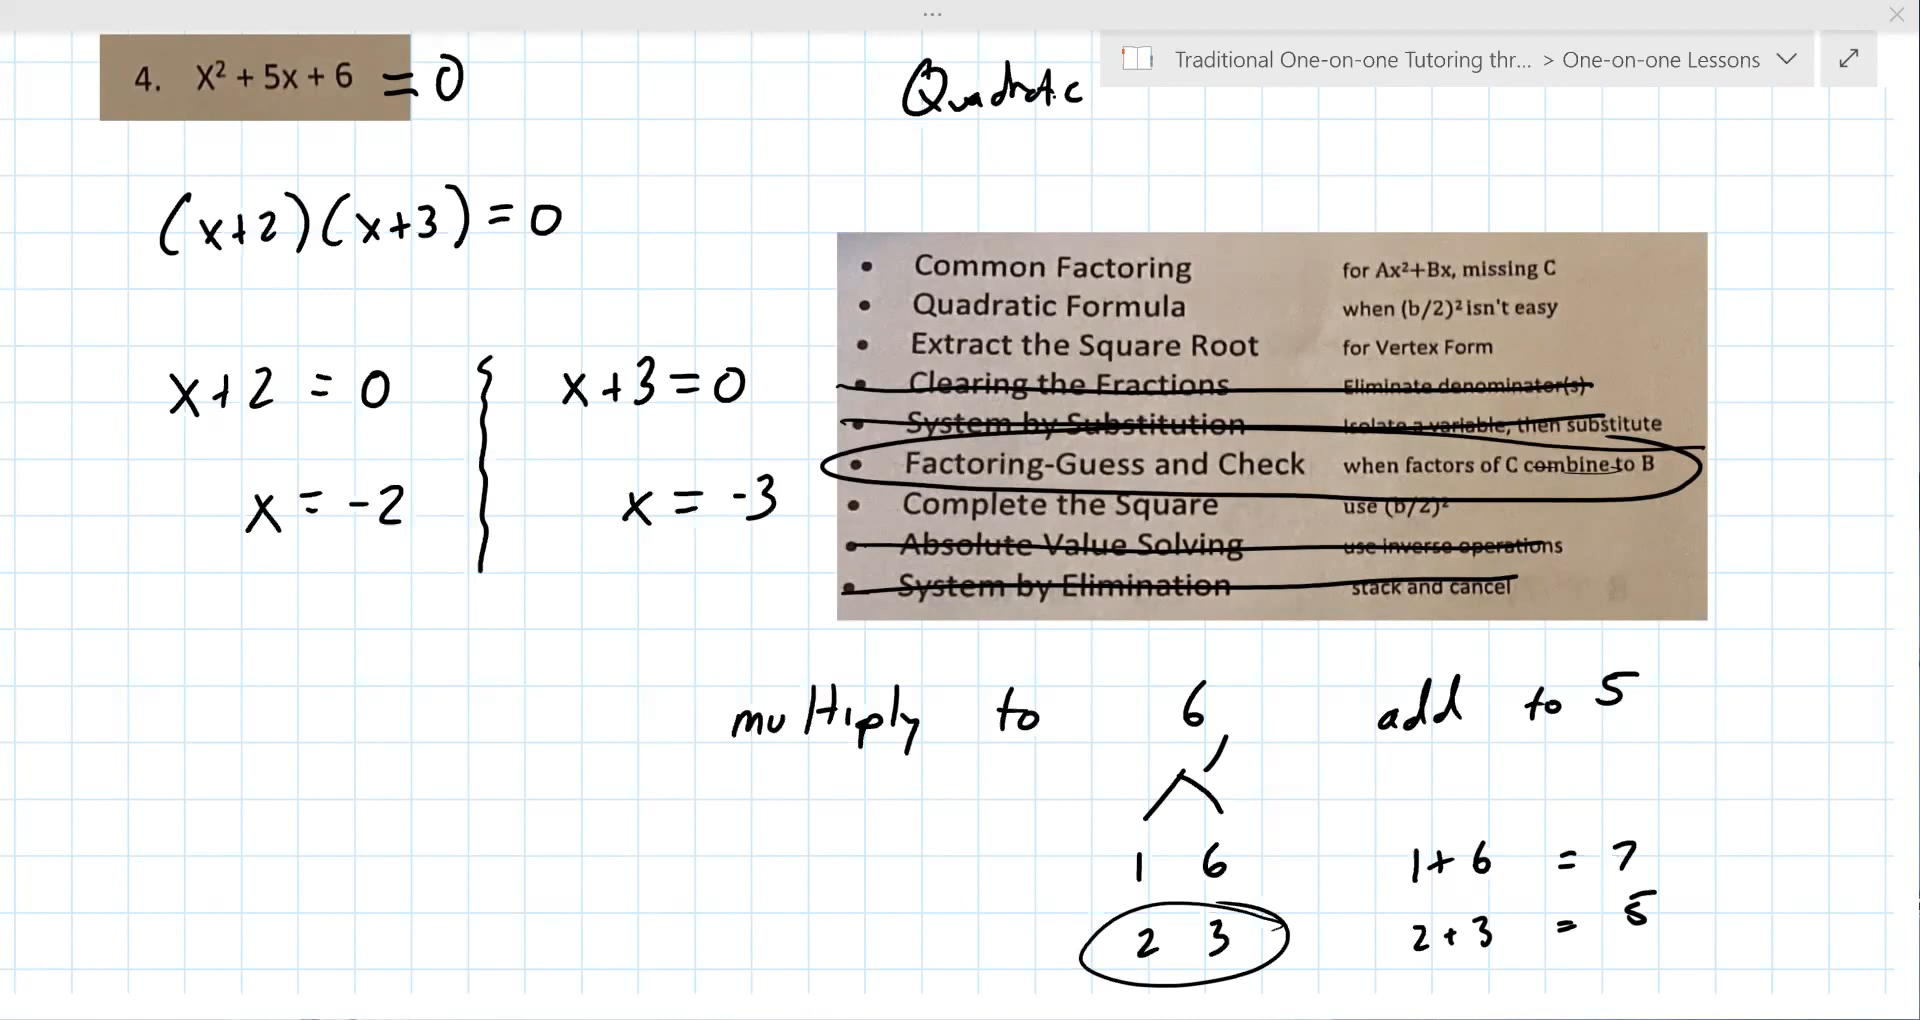 ...
Traditional One-on-one Tutoring thr... > One-on-one Lessons
4. X² + 5x + 6 = 0
Quadratic
(x+2)(x+3) = 0
x+2 = 0
x+3 = 0
x = -2
x = -3
• Common Factoring for Ax²+Bx, missing C
• Quadratic Formula when (b/2)² isn't easy
• Extract the Square Root for Vertex Form
• Clearing the Fractions Eliminate denominator(s)
• System by Substitution Isolate a variable, then substitute
• Factoring-Guess and Check when factors of C combine to B
• Complete the Square use (b/2)²
• Absolute Value Solving use inverse operations
• System by Elimination stack and cancel
multiply to 6 add to 5
1 6 1 + 6 = 7
2 3 2 + 3 = 5